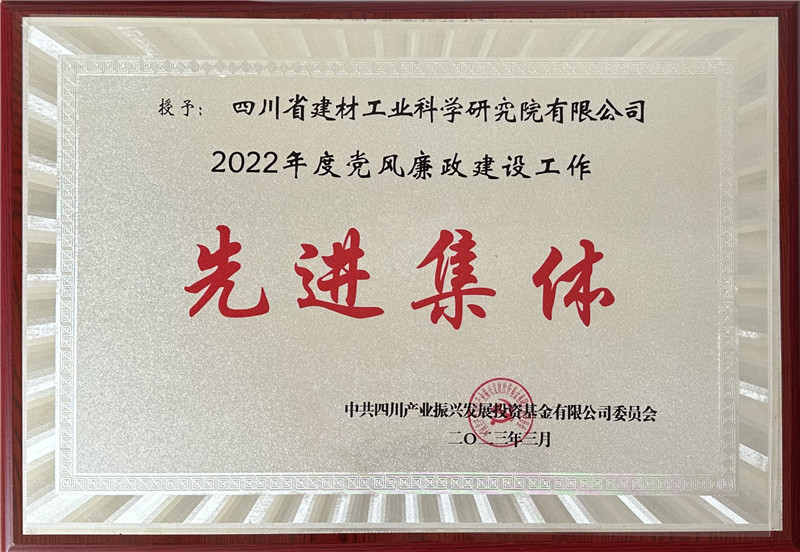 授予： 四川省建材工业科学研究院有限公司
2022年度党风廉政建设工作
先进集体
中共四川产业振兴发展投资基金有限公司委员会
二〇二三年三月